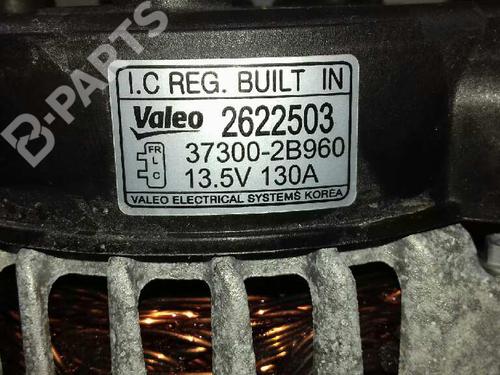 B-PARTS
I.C REG. BUILT IN
Valeo 2622503
FR
L
C
37300-2B960
13.5V 130A
VALEO ELECTRICAL SYSTEMS KOREA